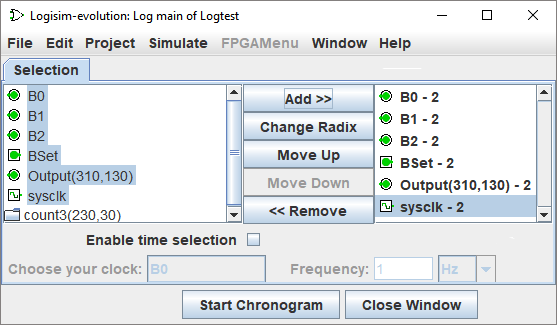 Logisim-evolution: Log main of Logtest
File Edit Project Simulate FPGAMenu Window Help
Selection
B0
B1
B2
BSet
Output(310,130)
sysclk
count3(230,30)
Add >>
Change Radix
Move Up
Move Down
<< Remove
B0 - 2
B1 - 2
B2 - 2
BSet - 2
Output(310,130) - 2
sysclk - 2
Enable time selection
Choose your clock: B0 Frequency: 1 Hz
Start Chronogram Close Window